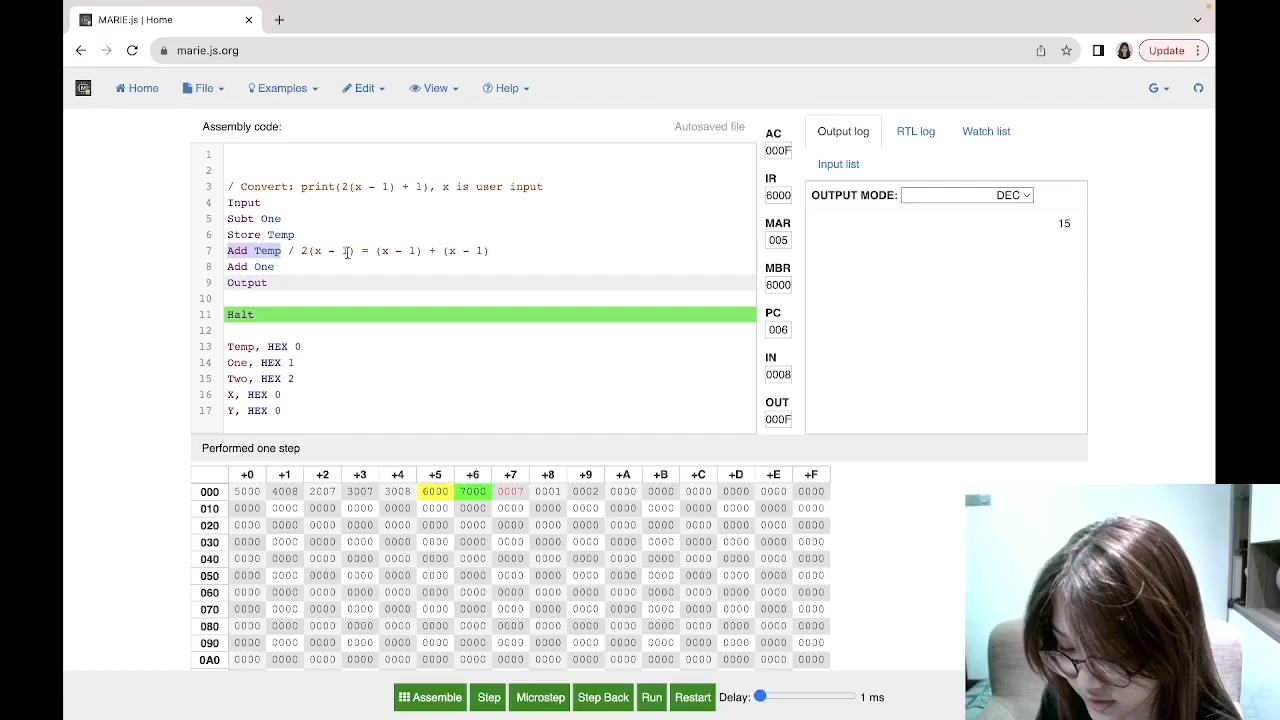 MARIE.js | Home
marie.js.org
Update
Home File Examples Edit View Help G
Assembly code: Autosaved file
1
2
3 / Convert: print(2(x - 1) + 1), x is user input
4 Input
5 Subt One
6 Store Temp
7 Add Temp / 2(x - 1) = (x - 1) + (x - 1)
8 Add One
9 Output
10
11 Halt
12
13 Temp, HEX 0
14 One, HEX 1
15 Two, HEX 2
16 X, HEX 0
17 Y, HEX 0
AC
000F
IR
6000
MAR
005
MBR
6000
PC
006
IN
0008
OUT
000F
Output log RTL log Watch list
Input list
OUTPUT MODE: DEC
15
Performed one step
+0 +1 +2 +3 +4 +5 +6 +7 +8 +9 +A +B +C +D +E +F
000 5000 4008 2007 3007 3008 6000 7000 0007 0001 0002 0000 0000 0000 0000 0000 0000
010 0000 0000 0000 0000 0000 0000 0000 0000 0000 0000 0000 0000 0000 0000 0000 0000
020 0000 0000 0000 0000 0000 0000 0000 0000 0000 0000 0000 0000 0000 0000 0000 0000
030 0000 0000 0000 0000 0000 0000 0000 0000 0000 0000 0000 0000 0000 0000 0000 0000
040 0000 0000 0000 0000 0000 0000 0000 0000 0000 0000 0000 0000 0000 0000 0000 0000
050 0000 0000 0000 0000 0000 0000 0000 0000 0000 0000 0000 0000 0000 0000 0000 0000
060 0000 0000 0000 0000 0000 0000 0000 0000 0000 0000 0000 0000 0000 0000 0000 0000
070 0000 0000 0000 0000 0000 0000 0000 0000 0000 0000 0000 0000 0000 0000 0000 0000
080 0000 0000 0000 0000 0000 0000 0000 0000 0000 0000 0000 0000 0000 0000 0000 0000
090 0000 0000 0000 0000 0000 0000 0000 0000 0000 0000 0000 0000 0000 0000 0000 0000
0A0 0000 0000 0000 0000 0000 0000 0000 0000 0000 0000 0000 0000 0000 0000 0000 0000
Assemble Step Microstep Step Back Run Restart Delay: 1 ms